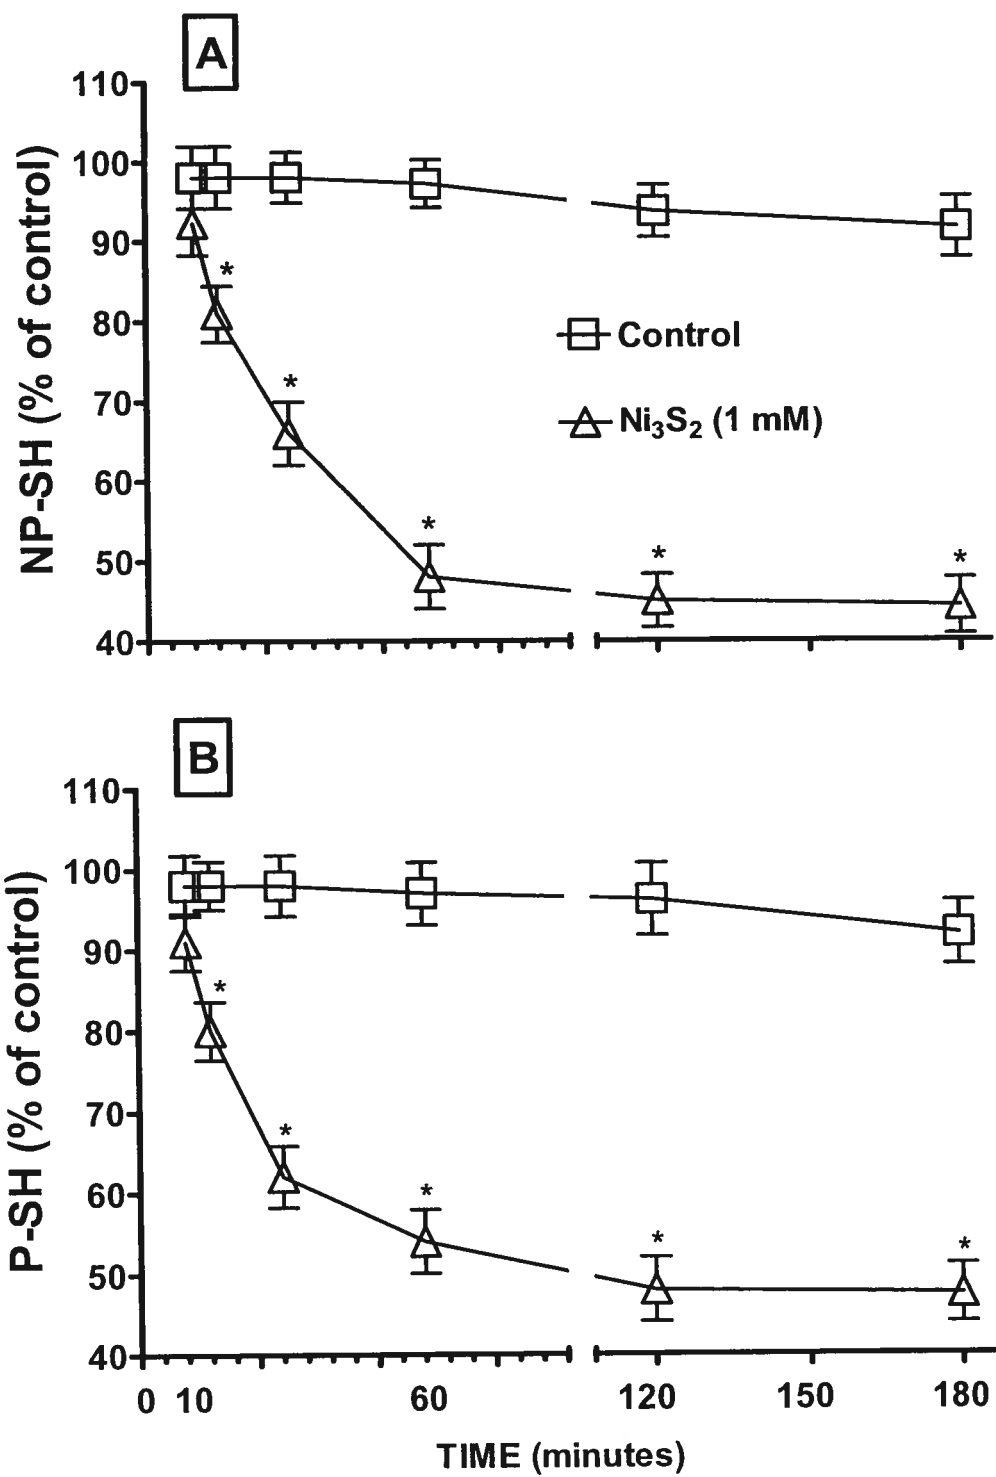 A
110
100
90
80
70
60
50
40
NP-SH (% of control)
* * * * *
Control
Ni₃S₂ (1 mM)
B
110
100
90
80
70
60
50
40
P-SH (% of control)
* * * * *
0 10 60 120 150 180
TIME (minutes)